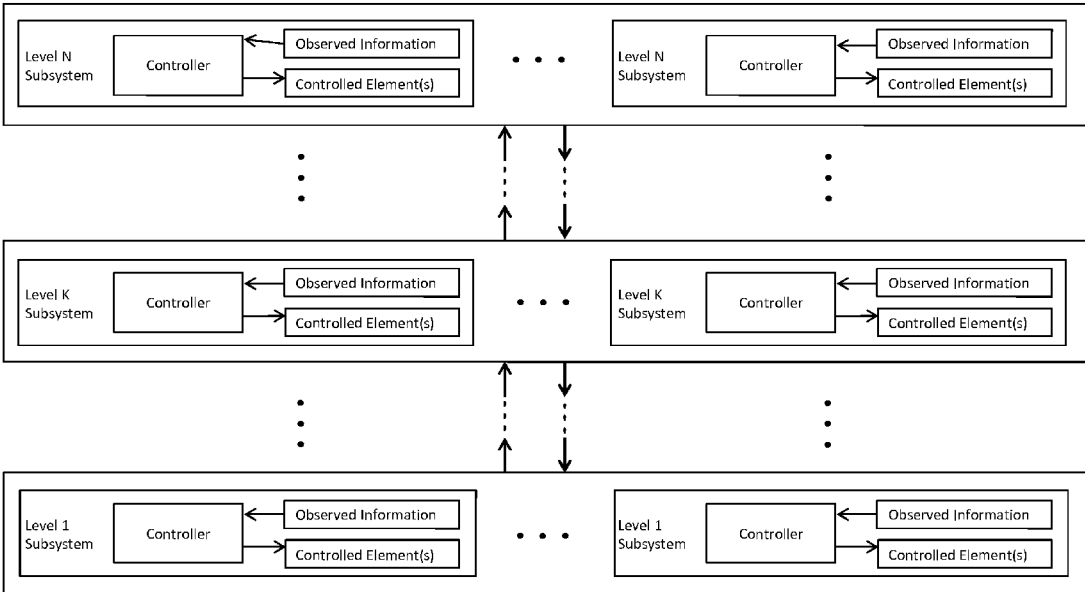 Level N
Subsystem
Controller
Observed Information
Controlled Element(s)
Level N
Subsystem
Controller
Observed Information
Controlled Element(s)
Level K
Subsystem
Controller
Observed Information
Controlled Element(s)
Level K
Subsystem
Controller
Observed Information
Controlled Element(s)
Level 1
Subsystem
Controller
Observed Information
Controlled Element(s)
Level 1
Subsystem
Controller
Observed Information
Controlled Element(s)